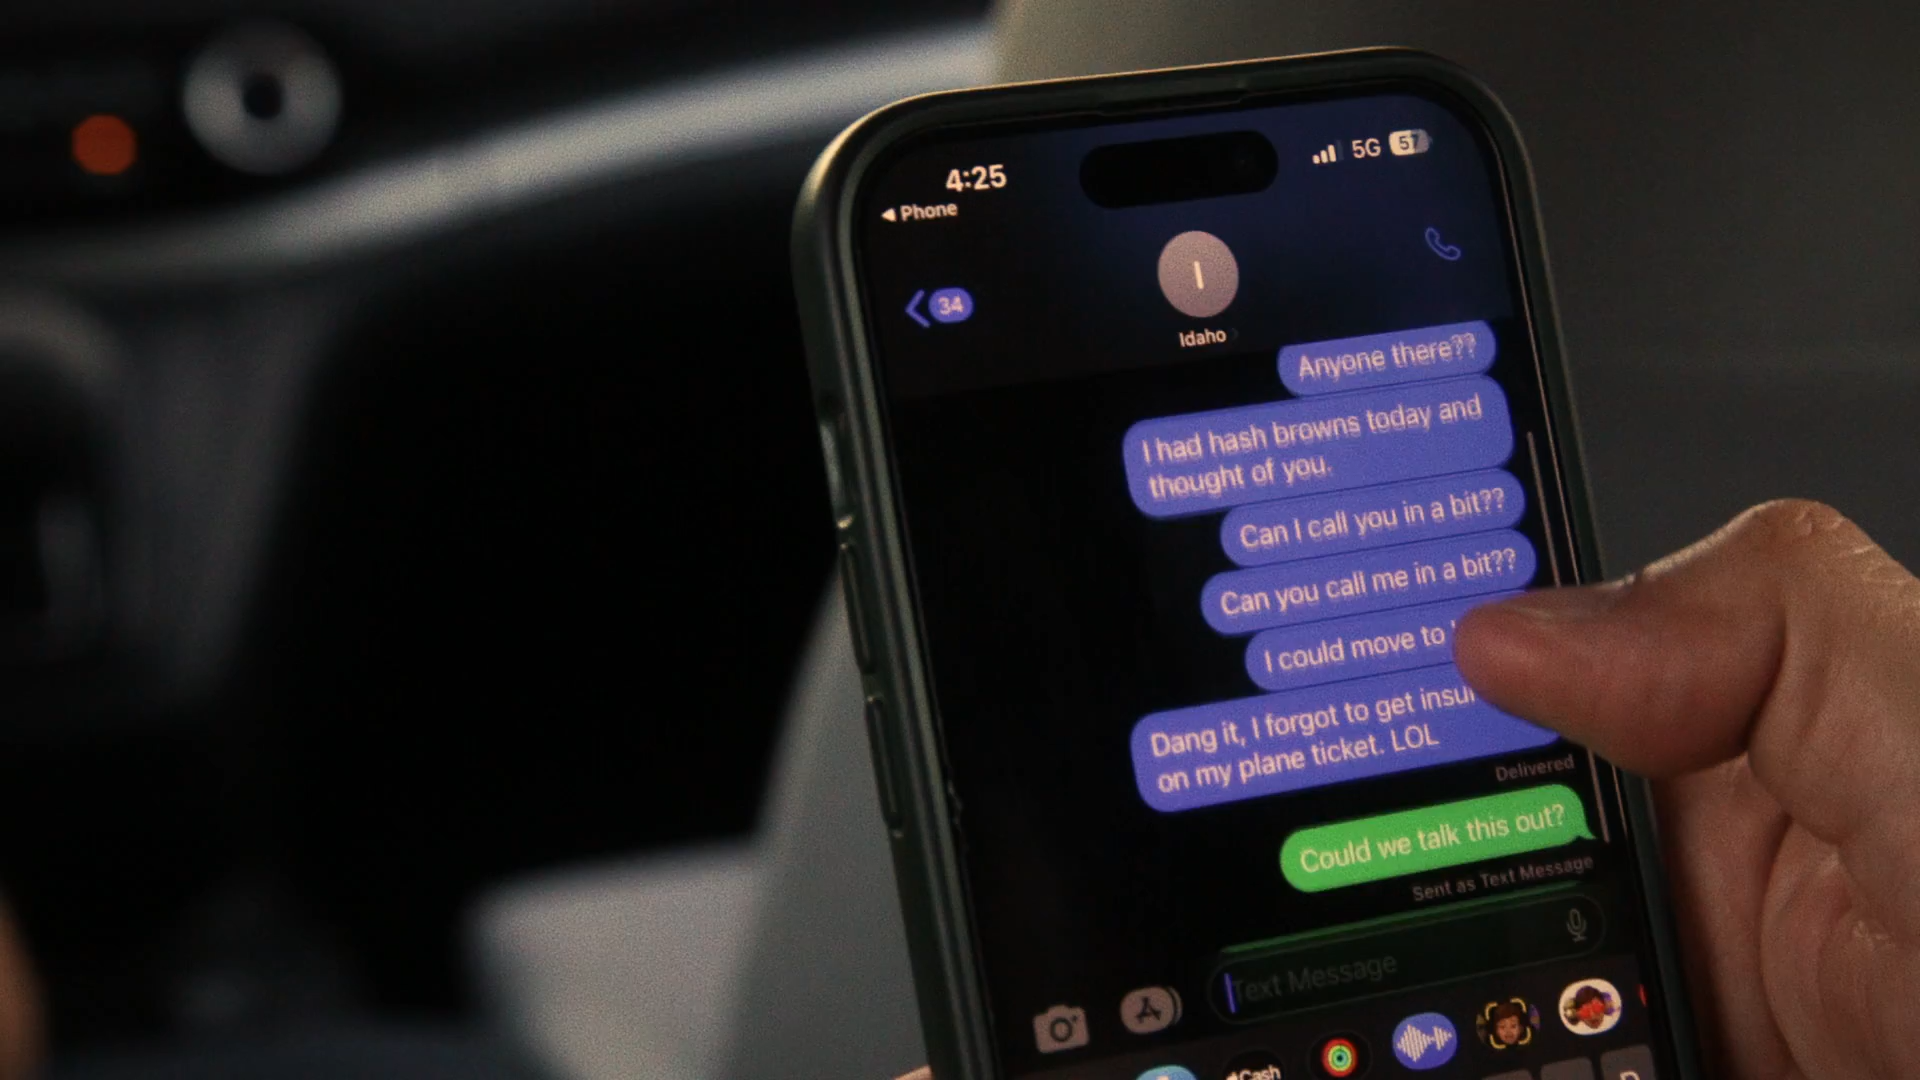 4:25
5G 57
Phone
34
I
Idaho
Anyone there??
I had hash browns today and
thought of you.
Can I call you in a bit??
Can you call me in a bit??
I could move to
Dang it, I forgot to get
on my plane ticket. LOL
Delivered
Could we talk this out?
Sent as Text Message
Text Message
Cash